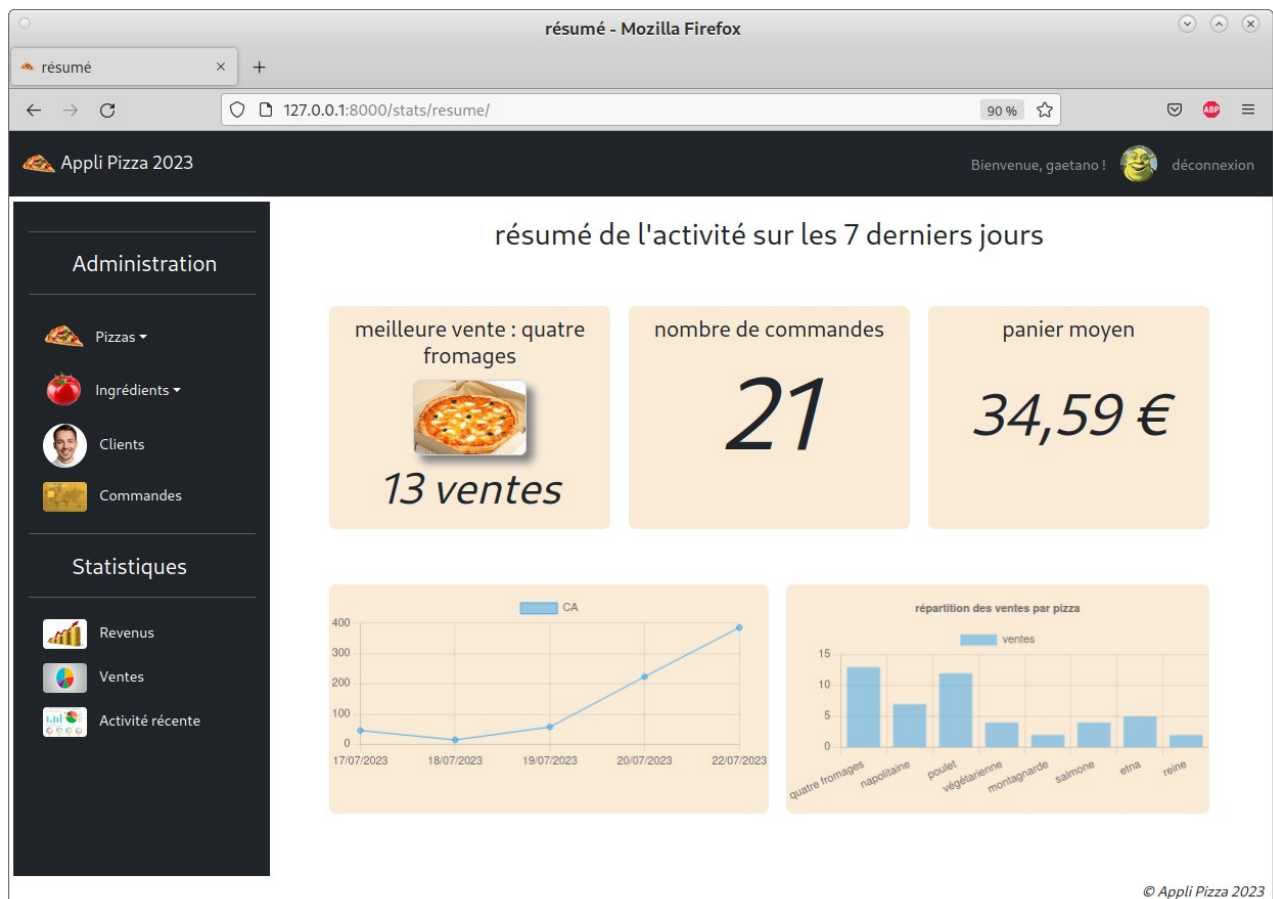 résumé - Mozilla Firefox
résumé
127.0.0.1:8000/stats/resume/
90 %
ABP
Appli Pizza 2023
Bienvenue, gaetano !
déconnexion
Administration
Pizzas
Ingrédients
Clients
Commandes
Statistiques
Revenus
Ventes
Activité récente
résumé de l'activité sur les 7 derniers jours
meilleure vente : quatre
fromages
13 ventes
nombre de commandes
21
panier moyen
34,59 €
CA
400
300
200
100
0
17/07/2023
18/07/2023
19/07/2023
20/07/2023
22/07/2023
répartition des ventes par pizza
ventes
15
10
5
0
quatre fromages
napolitaine
poulet
végétarienne
montagnarde
salmone
etna
reine
© Appli Pizza 2023